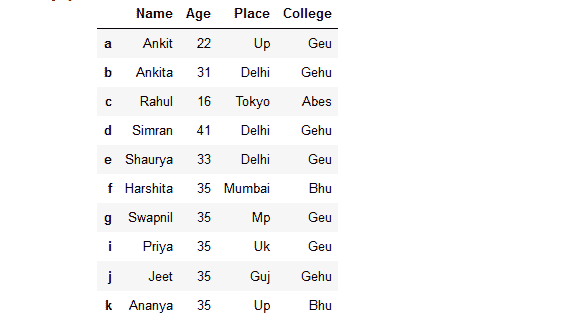 Name Age Place College
a Ankit 22 Up Geu
b Ankita 31 Delhi Gehu
c Rahul 16 Tokyo Abes
d Simran 41 Delhi Gehu
e Shaurya 33 Delhi Geu
f Harshita 35 Mumbai Bhu
g Swapnil 35 Mp Geu
i Priya 35 Uk Geu
j Jeet 35 Guj Gehu
k Ananya 35 Up Bhu